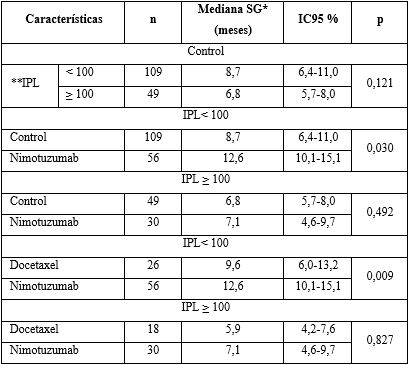 Características n Mediana SG* (meses) IC95 % p
Control
**IPL < 100 109 8,7 6,4-11,0 0,121
≥ 100 49 6,8 5,7-8,0
IPL< 100
Control 109 8,7 6,4-11,0 0,030
Nimotuzumab 56 12,6 10,1-15,1
IPL ≥ 100
Control 49 6,8 5,7-8,0 0,492
Nimotuzumab 30 7,1 4,6-9,7
IPL< 100
Docetaxel 26 9,6 6,0-13,2 0,009
Nimotuzumab 56 12,6 10,1-15,1
IPL ≥ 100
Docetaxel 18 5,9 4,2-7,6 0,827
Nimotuzumab 30 7,1 4,6-9,7